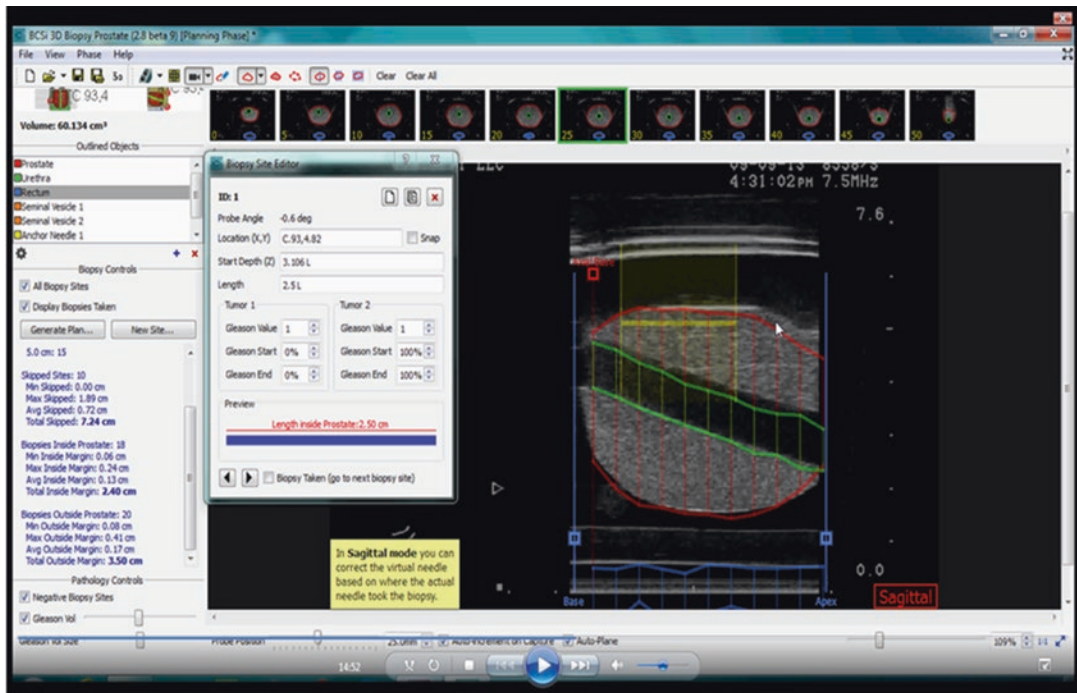 BCSi 3D Biopsy Prostate (2.8 beta 9) [Planning Phase] *
File View Phase Help
Clear Clear All
TC 93,4
Volume: 60.134 cm³
0 5 10 15 20 25 30 35 40 45 50
Outlined Objects
Prostate
Urethra
Rectum
Seminal Vesicle 1
Seminal Vesicle 2
Anchor Needle 1
Biopsy Controls
All Biopsy Sites
Display Biopsies Taken
Generate Plan... New Site...
5.0 cm: 15
Skipped Sites: 10
Min Skipped: 0.00 cm
Max Skipped: 1.89 cm
Avg Skipped: 0.72 cm
Total Skipped: 7.24 cm
Biopsies Inside Prostate: 18
Min Inside Margin: 0.06 cm
Max Inside Margin: 0.24 cm
Avg Inside Margin: 0.13 cm
Total Inside Margin: 2.40 cm
Biopsies Outside Prostate: 20
Min Outside Margin: 0.08 cm
Max Outside Margin: 0.41 cm
Avg Outside Margin: 0.17 cm
Total Outside Margin: 3.50 cm
Pathology Controls
Negative Biopsy Sites
Gleason Vol
Gleason Vol Size
Biopsy Site Editor
ID: 1
Probe Angle -0.6 deg
Location (X,Y) C.93,4.82 Snap
Start Depth (Z) 3.106 L
Length 2.5 L
Tumor 1 Tumor 2
Gleason Value 1 Gleason Value 1
Gleason Start 0% Gleason Start 100%
Gleason End 0% Gleason End 100%
Preview
Length inside Prostate: 2.50 cm
Biopsy Taken (go to next biopsy site)
LLC
4:31:02PM 7.5MHz
7.6
0.0
Base Apex
Sagittal
In Sagittal mode you can
correct the virtual needle
based on where the actual
needle took the biopsy.
Probe Position 25.0mm Auto-Increment on Capture Auto-Plane 109% 1:1
14:52